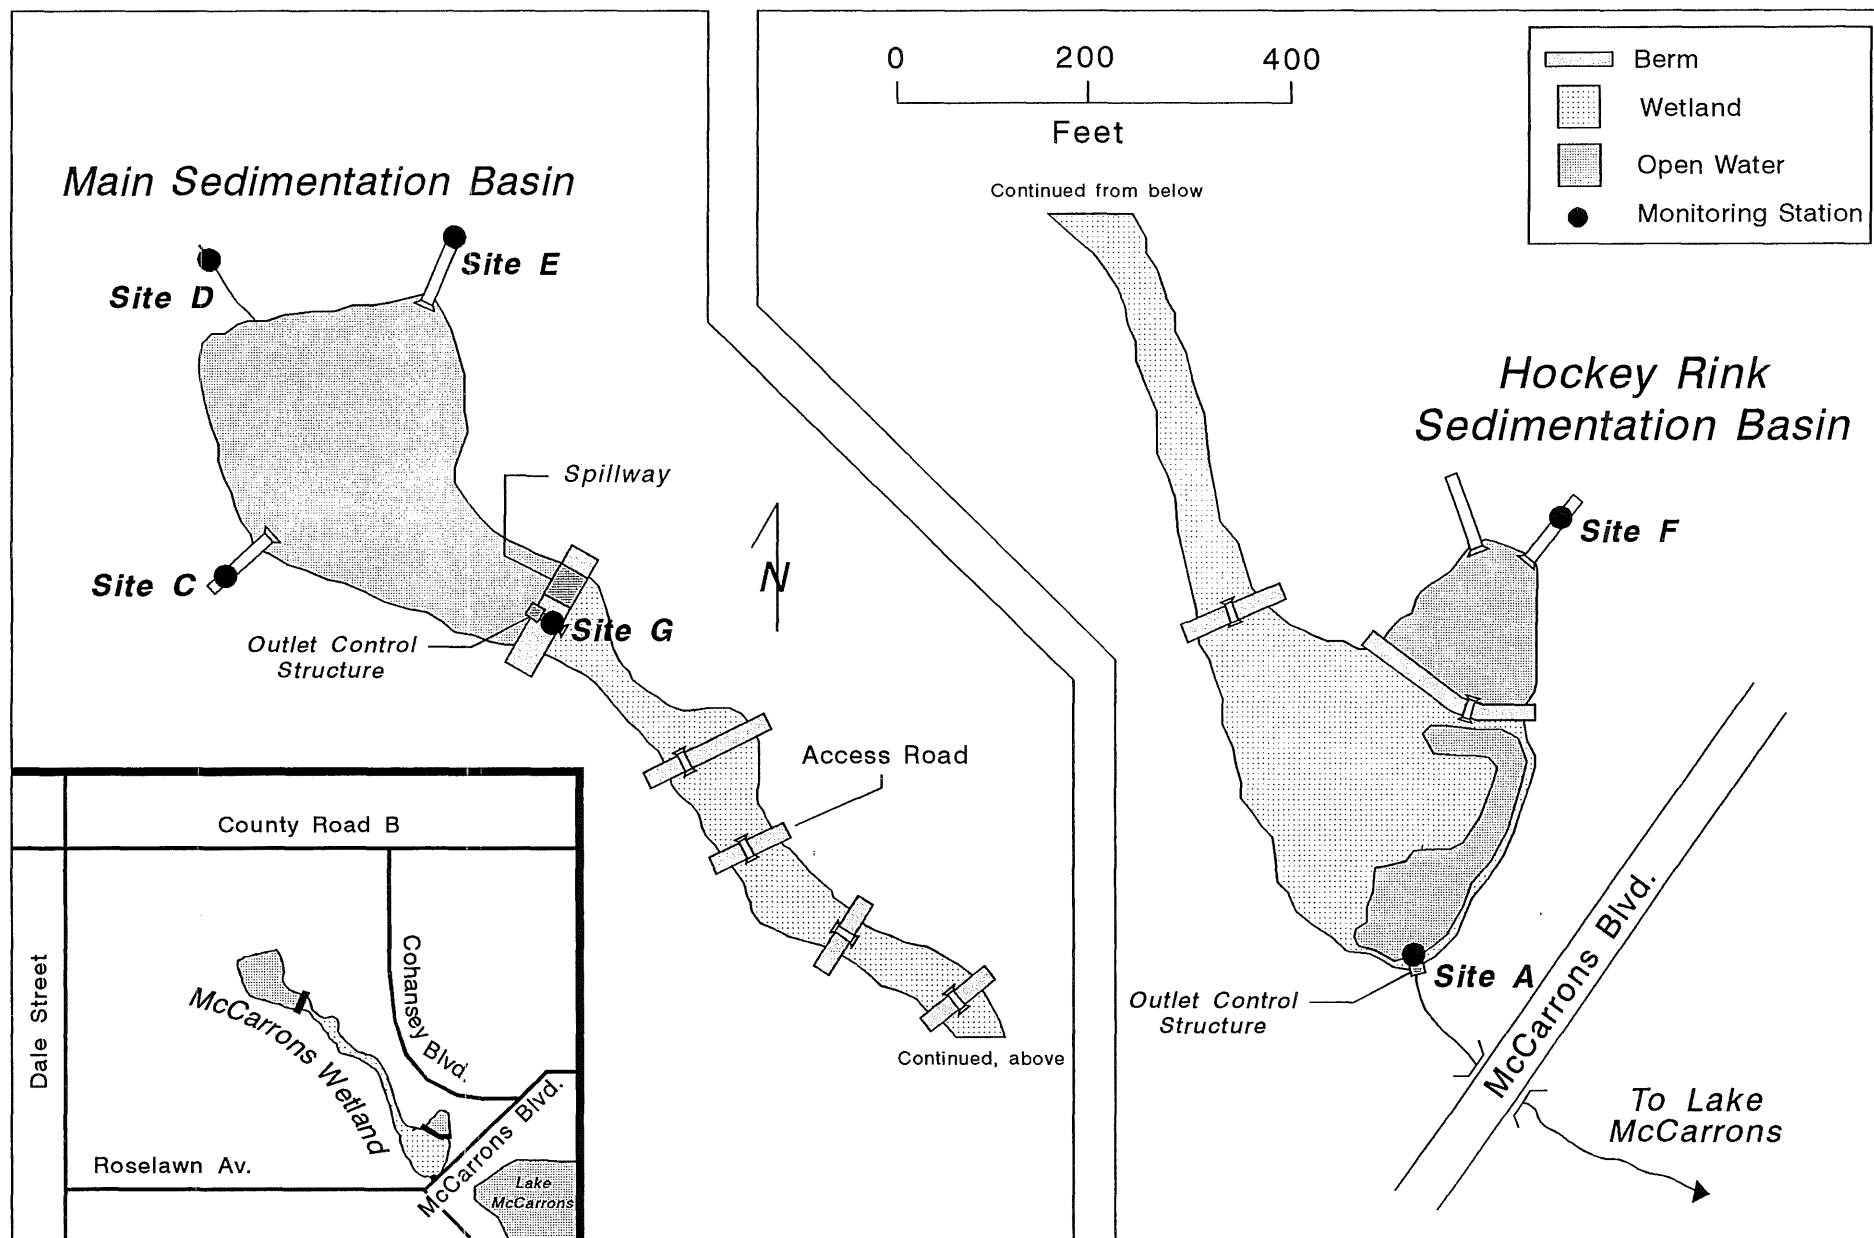 0 200 400
Feet
Berm
Wetland
Open Water
Monitoring Station
Main Sedimentation Basin
Site E
Site D
Spillway
Site C
Site G
Outlet Control
Structure
N
Access Road
Continued, above
Continued from below
Hockey Rink
Sedimentation Basin
Site F
Site A
Outlet Control
Structure
McCarrons Blvd.
To Lake
McCarrons
County Road B
Dale Street
Cohansey Blvd.
McCarrons Wetland
Roselawn Av.
McCarrons Blvd.
Lake
McCarrons